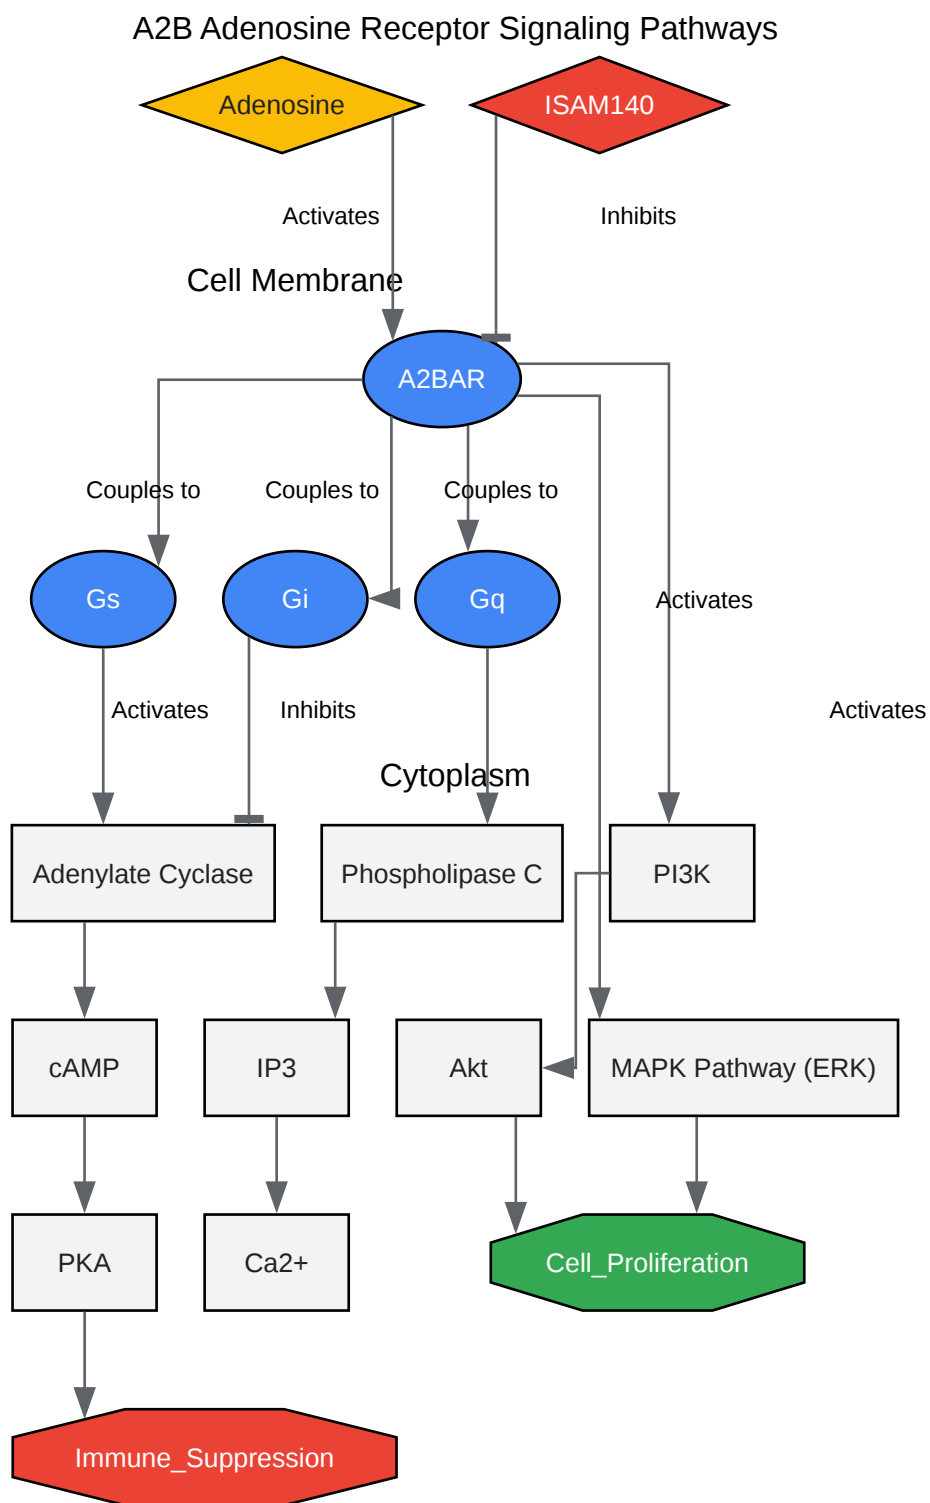 A2B Adenosine Receptor Signaling Pathways
Adenosine
ISAM140
Activates
Inhibits
Cell Membrane
A2BAR
Couples to
Couples to
Couples to
Gs
Gi
Gq
Activates
Activates
Inhibits
Activates
Cytoplasm
Adenylate Cyclase
Phospholipase C
PI3K
cAMP
IP3
Akt
MAPK Pathway (ERK)
PKA
Ca2+
Cell_Proliferation
Immune_Suppression